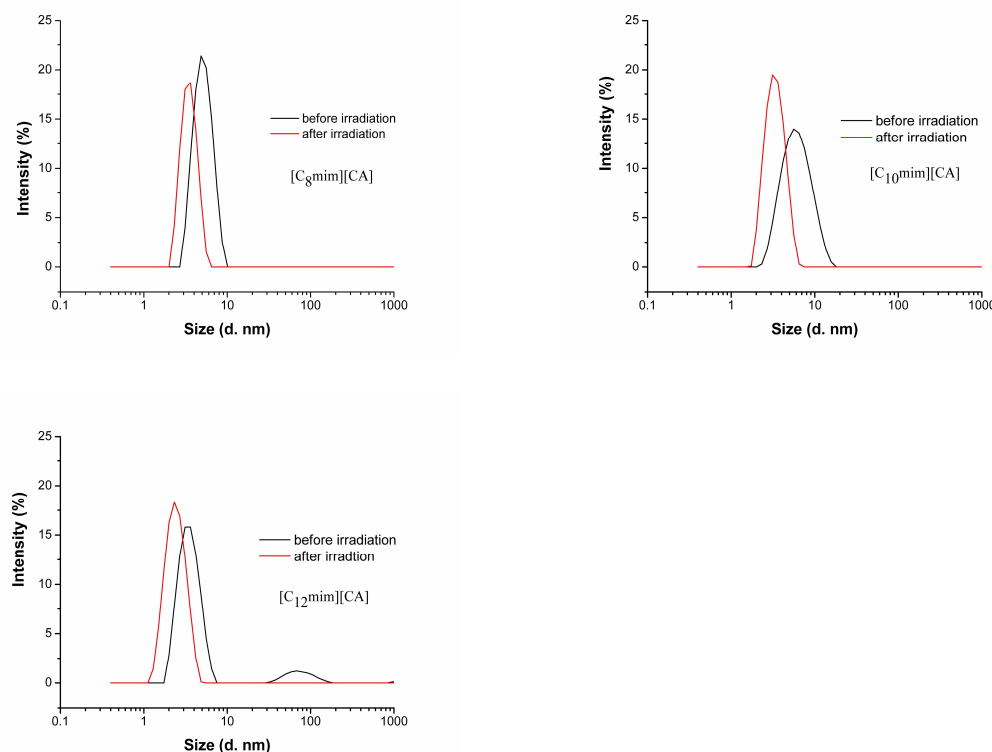 25
20
15
10
5
0
Intensity (%)
before irradiation
after irradiation
[C8mim][CA]
0.1 1 10 100 1000
Size (d. nm)
25
20
15
10
5
0
Intensity (%)
before irradiation
after irradiation
[C10mim][CA]
0.1 1 10 100 1000
Size (d. nm)
25
20
15
10
5
0
Intensity (%)
before irradiation
after irradtion
[C12mim][CA]
0.1 1 10 100 1000
Size (d. nm)